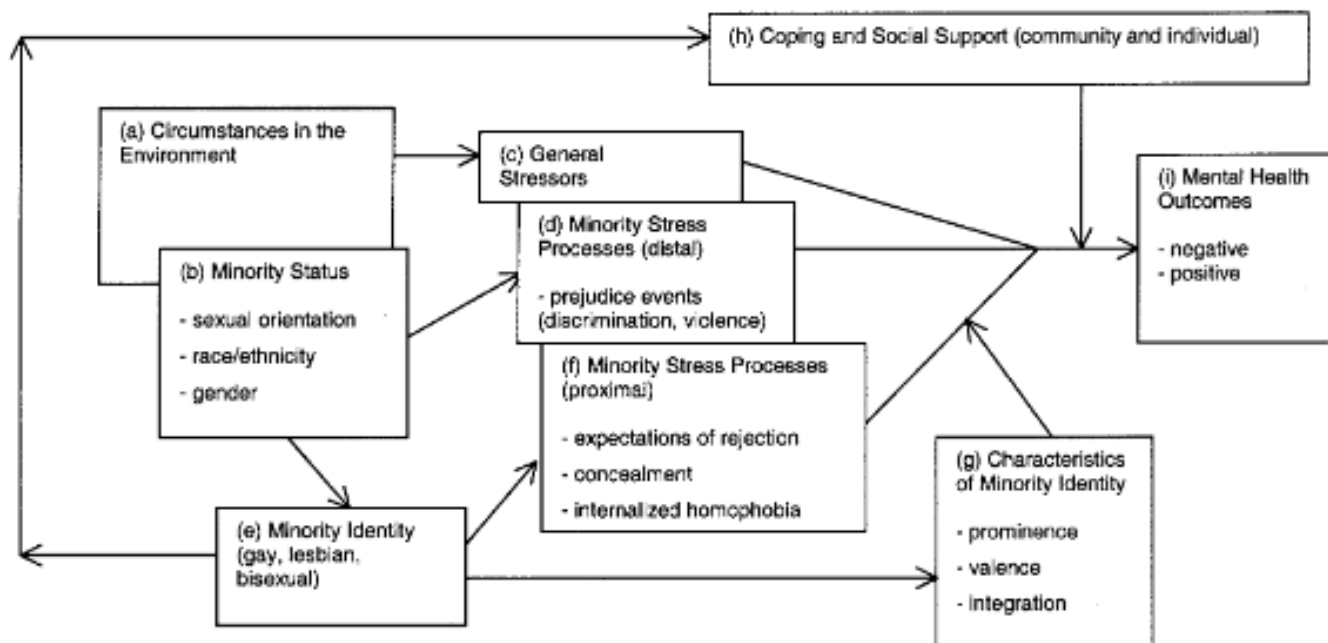 (h) Coping and Social Support (community and individual)
(a) Circumstances in the
Environment
(c) General
Stressors
(i) Mental Health
Outcomes
- negative
- positive
(d) Minority Stress
Processes (distal)
- prejudice events
(discrimination, violence)
(b) Minority Status
- sexual orientation
- race/ethnicity
- gender
(f) Minority Stress Processes
(proximal)
- expectations of rejection
- concealment
- internalized homophobia
(g) Characteristics
of Minority Identity
- prominence
- valence
- integration
(e) Minority Identity
(gay, lesbian,
bisexual)